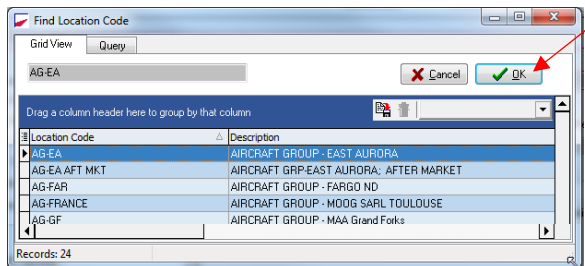 Find Location Code
Grid View Query
AG-EA Cancel OK
Drag a column header here to group by that column
Location Code Description
AG-EA AIRCRAFT GROUP - EAST AURORA
AG-EA AFT MKT AIRCRAFT GRP-EAST AURORA; AFTER MARKET
AG-FAR AIRCRAFT GROUP - FARGO ND
AG-FRANCE AIRCRAFT GROUP - MOOG SARL TOULOUSE
AG-GF AIRCRAFT GROUP - MAA Grand Forks
Records: 24